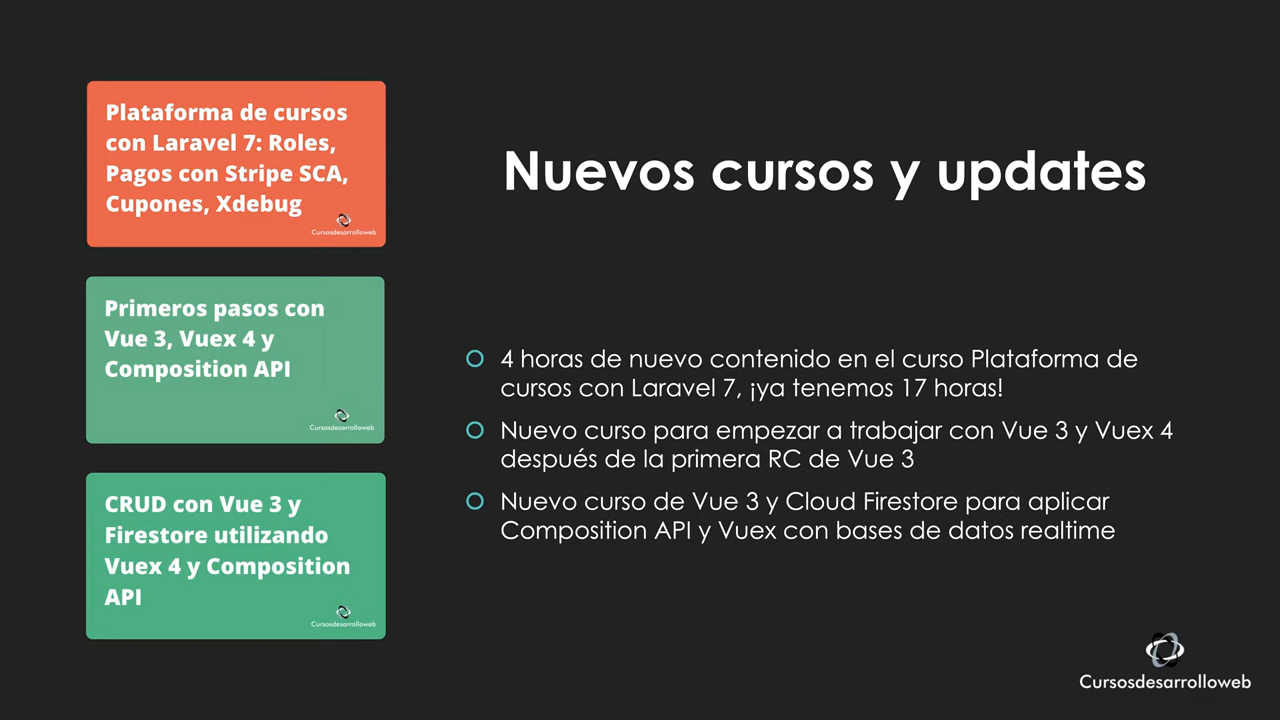 Plataforma de cursos
con Laravel 7: Roles,
Pagos con Stripe SCA,
Cupones, Xdebug
Cursosdesarrolloweb
Primeros pasos con
Vue 3, Vuex 4 y
Composition API
Cursosdesarrolloweb
CRUD con Vue 3 y
Firestore utilizando
Vuex 4 y Composition
API
Cursosdesarrolloweb
Nuevos cursos y updates
4 horas de nuevo contenido en el curso Plataforma de
cursos con Laravel 7, ¡ya tenemos 17 horas!
Nuevo curso para empezar a trabajar con Vue 3 y Vuex 4
después de la primera RC de Vue 3
Nuevo curso de Vue 3 y Cloud Firestore para aplicar
Composition API y Vuex con bases de datos realtime
Cursosdesarrolloweb